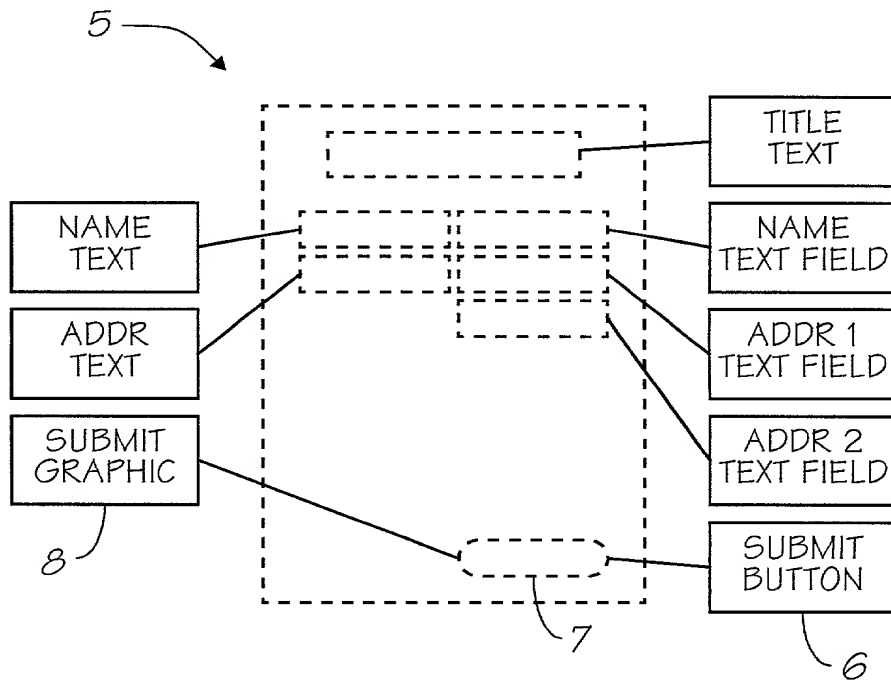 5
TITLE
TEXT
NAME
TEXT
NAME
TEXT FIELD
ADDR
TEXT
ADDR 1
TEXT FIELD
SUBMIT
GRAPHIC
ADDR 2
TEXT FIELD
8
SUBMIT
BUTTON
7
6